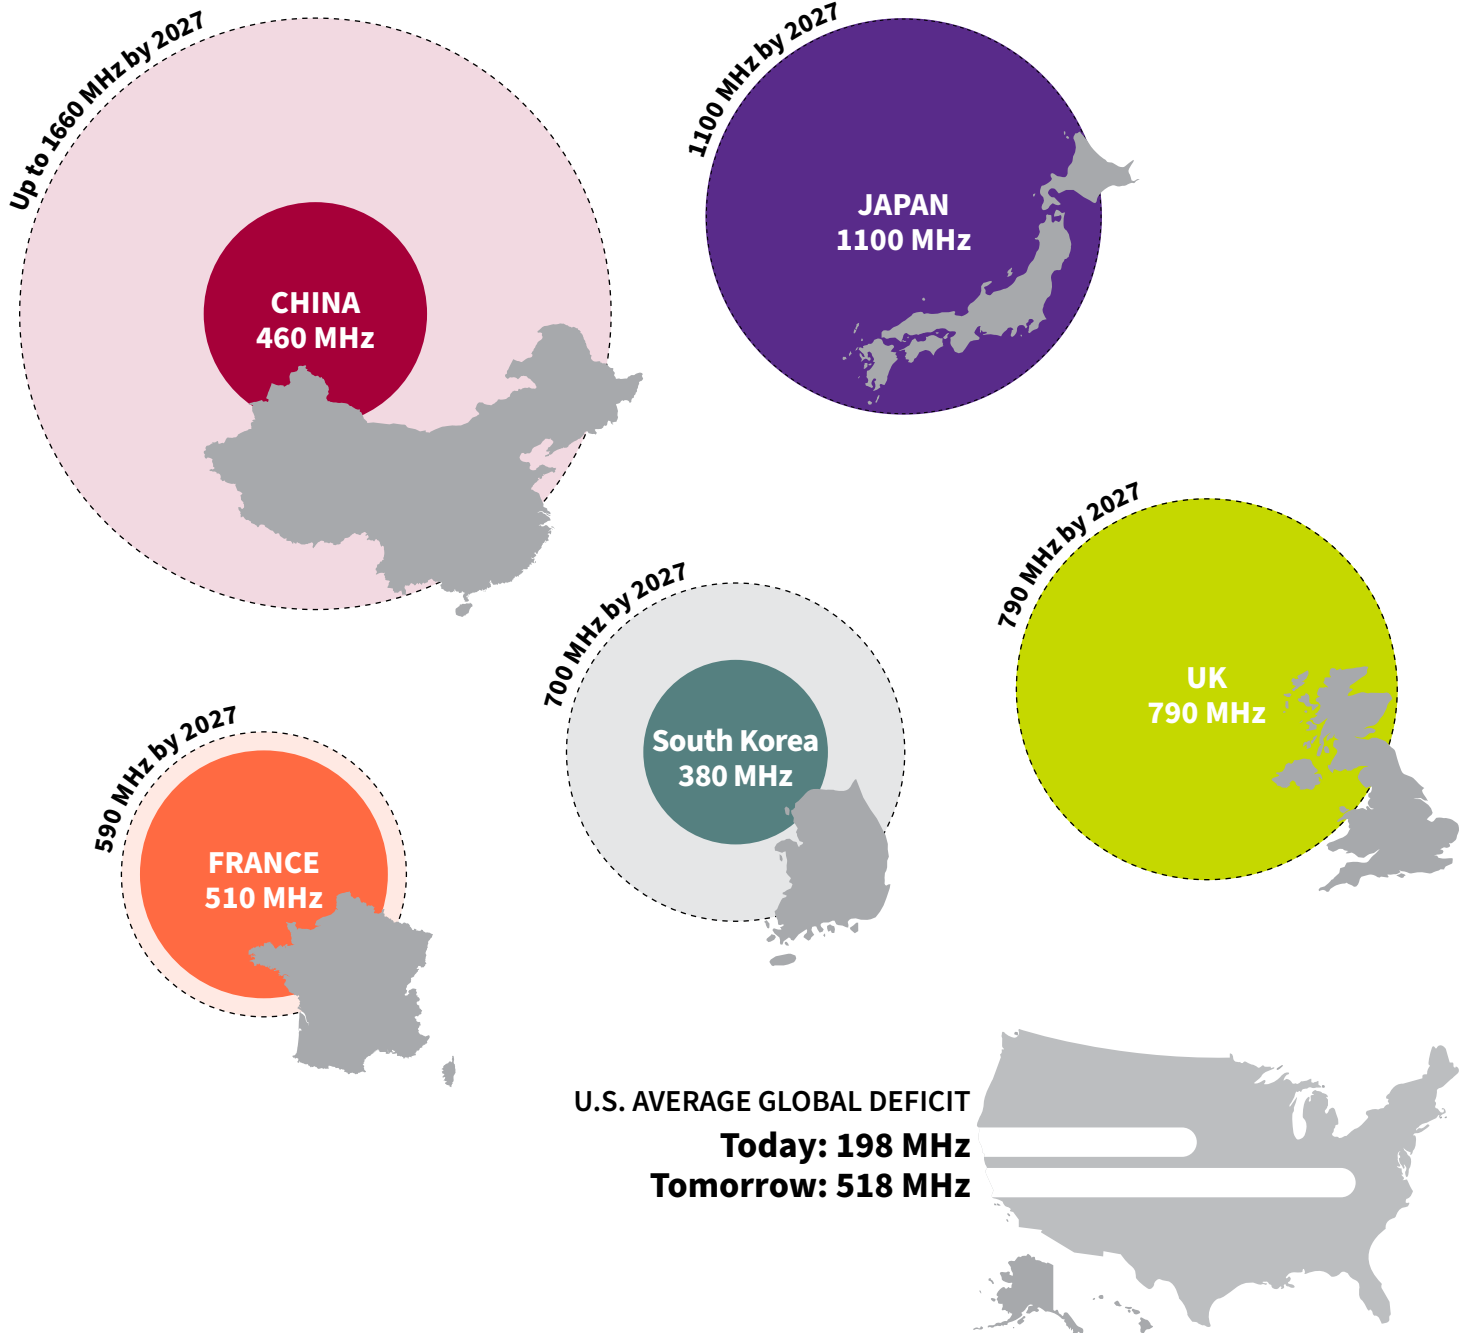 Up to 1660 MHz by 2027
CHINA
460 MHz
1100 MHz by 2027
JAPAN
1100 MHz
790 MHz by 2027
UK
790 MHz
700 MHz by 2027
South Korea
380 MHz
590 MHz by 2027
FRANCE
510 MHz
U.S. AVERAGE GLOBAL DEFICIT
Today: 198 MHz
Tomorrow: 518 MHz